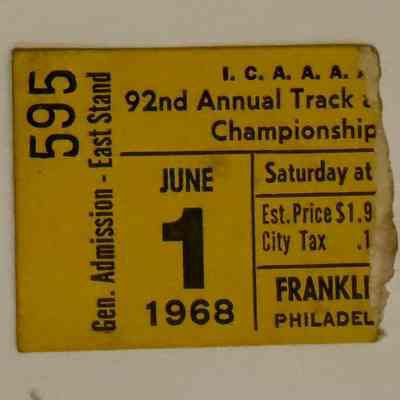 595
Gen. Admission - East Stand
I. C. A. A. A. A
92nd Annual Track &
Championship
JUNE
1
1968
Saturday at
Est. Price $1.9
City Tax .1
FRANKLI
PHILADEL